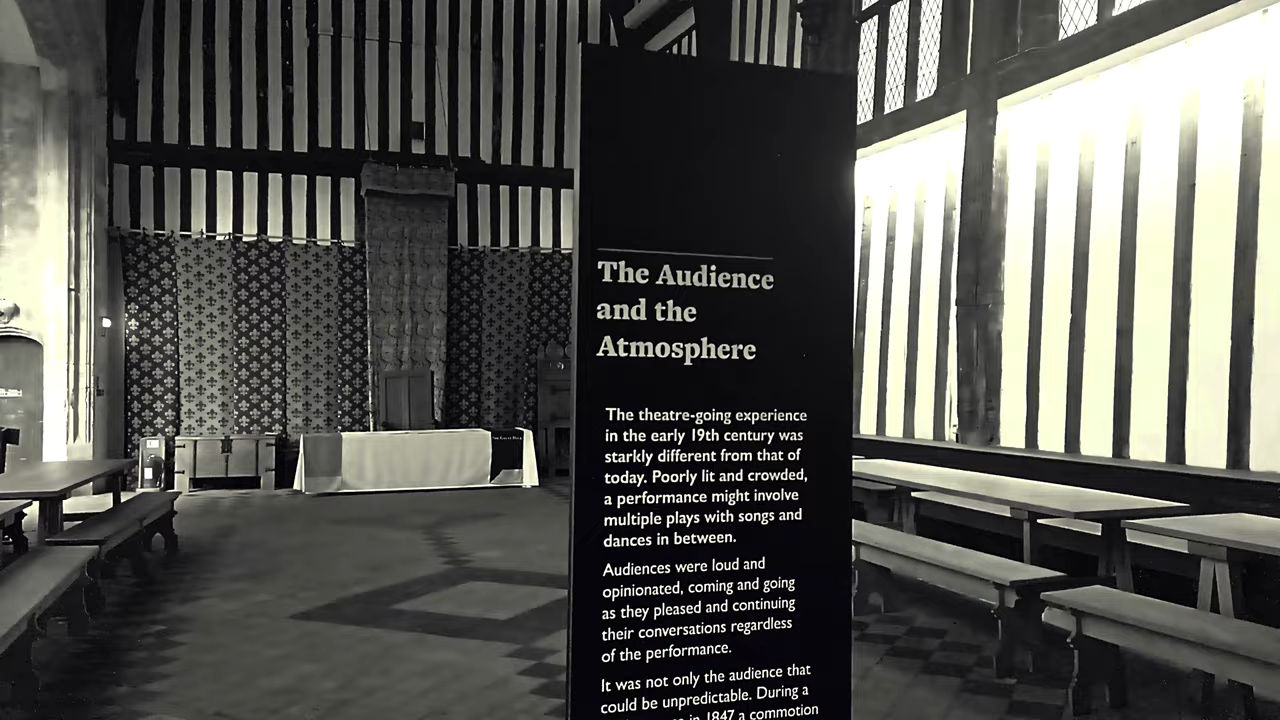 The Audience
and the
Atmosphere
The theatre-going experience
in the early 19th century was
starkly different from that of
today. Poorly lit and crowded,
a performance might involve
multiple plays with songs and
dances in between.
Audiences were loud and
opinionated, coming and going
as they pleased and continuing
their conversations regardless
of the performance.
It was not only the audience that
could be unpredictable. During a
in 1847 a commotion